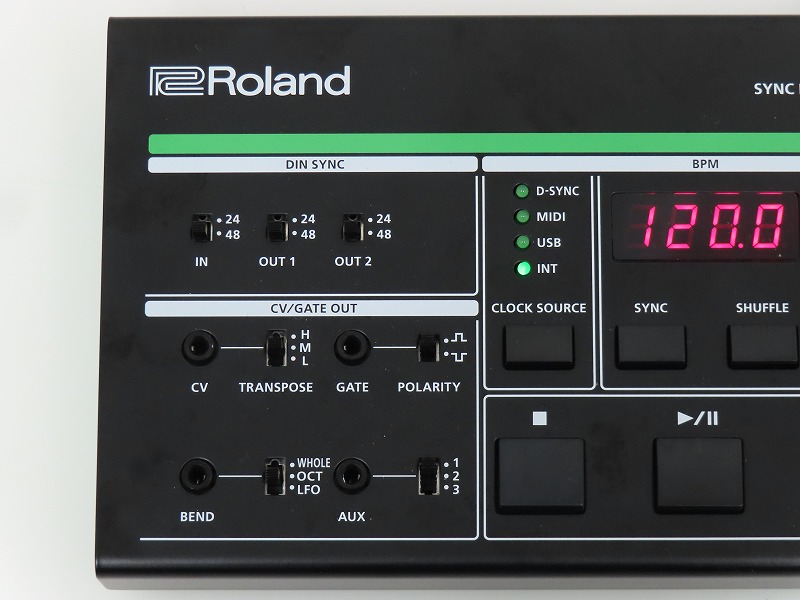 Roland
SYNC
DIN SYNC
BPM
24
48
24
48
24
48
IN
OUT 1
OUT 2
D-SYNC
MIDI
USB
INT
120.0
CLOCK SOURCE
SYNC
SHUFFLE
CV/GATE OUT
H
M
L
CV
TRANSPOSE
GATE
POLARITY
WHOLE
OCT
LFO
1
2
3
BEND
AUX